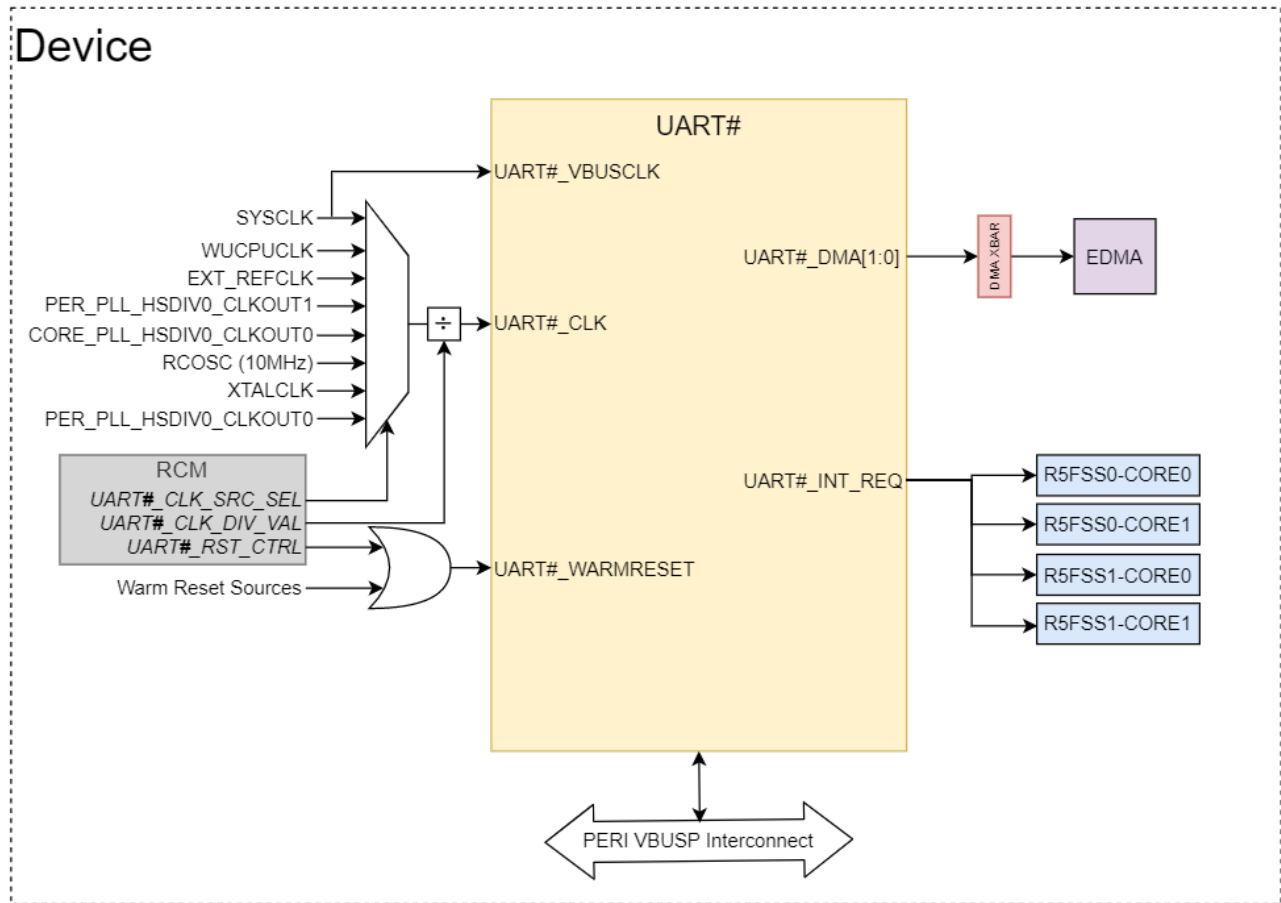 Device
UART#
UART#_VBUSCLK
SYSCLK
WUCPUCLK
EXT_REFCLK
PER_PLL_HSDIV0_CLKOUT1
CORE_PLL_HSDIV0_CLKOUT0
RCOSC (10MHz)
XTALCLK
PER_PLL_HSDIV0_CLKOUT0
÷
UART#_CLK
UART#_DMA[1:0]
DMA XBAR
EDMA
RCM
UART#_CLK_SRC_SEL
UART#_CLK_DIV_VAL
UART#_RST_CTRL
Warm Reset Sources
UART#_WARMRESET
UART#_INT_REQ
R5FSS0-CORE0
R5FSS0-CORE1
R5FSS1-CORE0
R5FSS1-CORE1
PERI VBUSP Interconnect